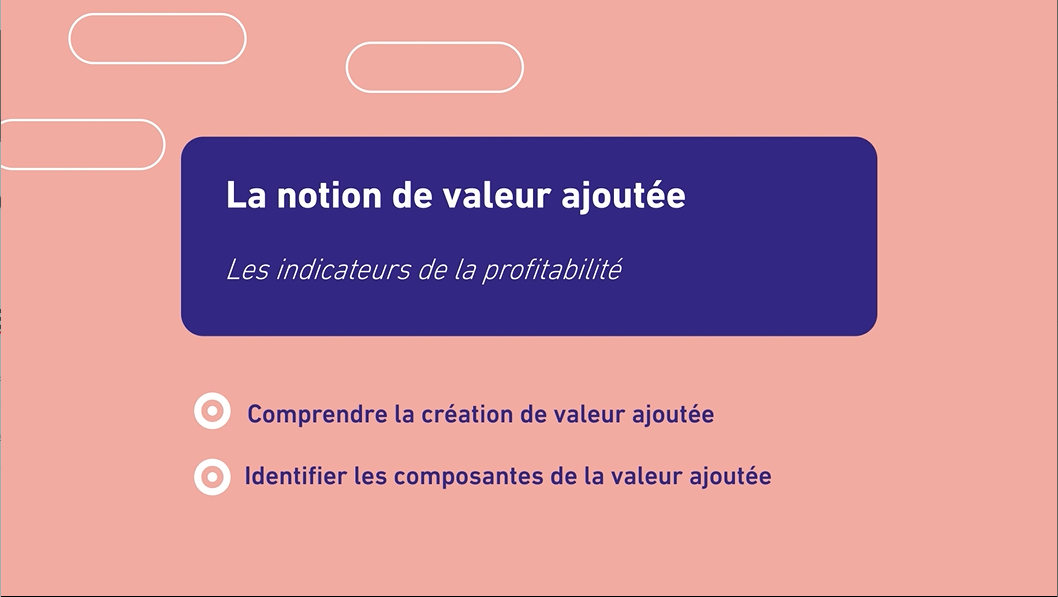 La notion de valeur ajoutée
Les indicateurs de la profitabilité
Comprendre la création de valeur ajoutée
Identifier les composantes de la valeur ajoutée